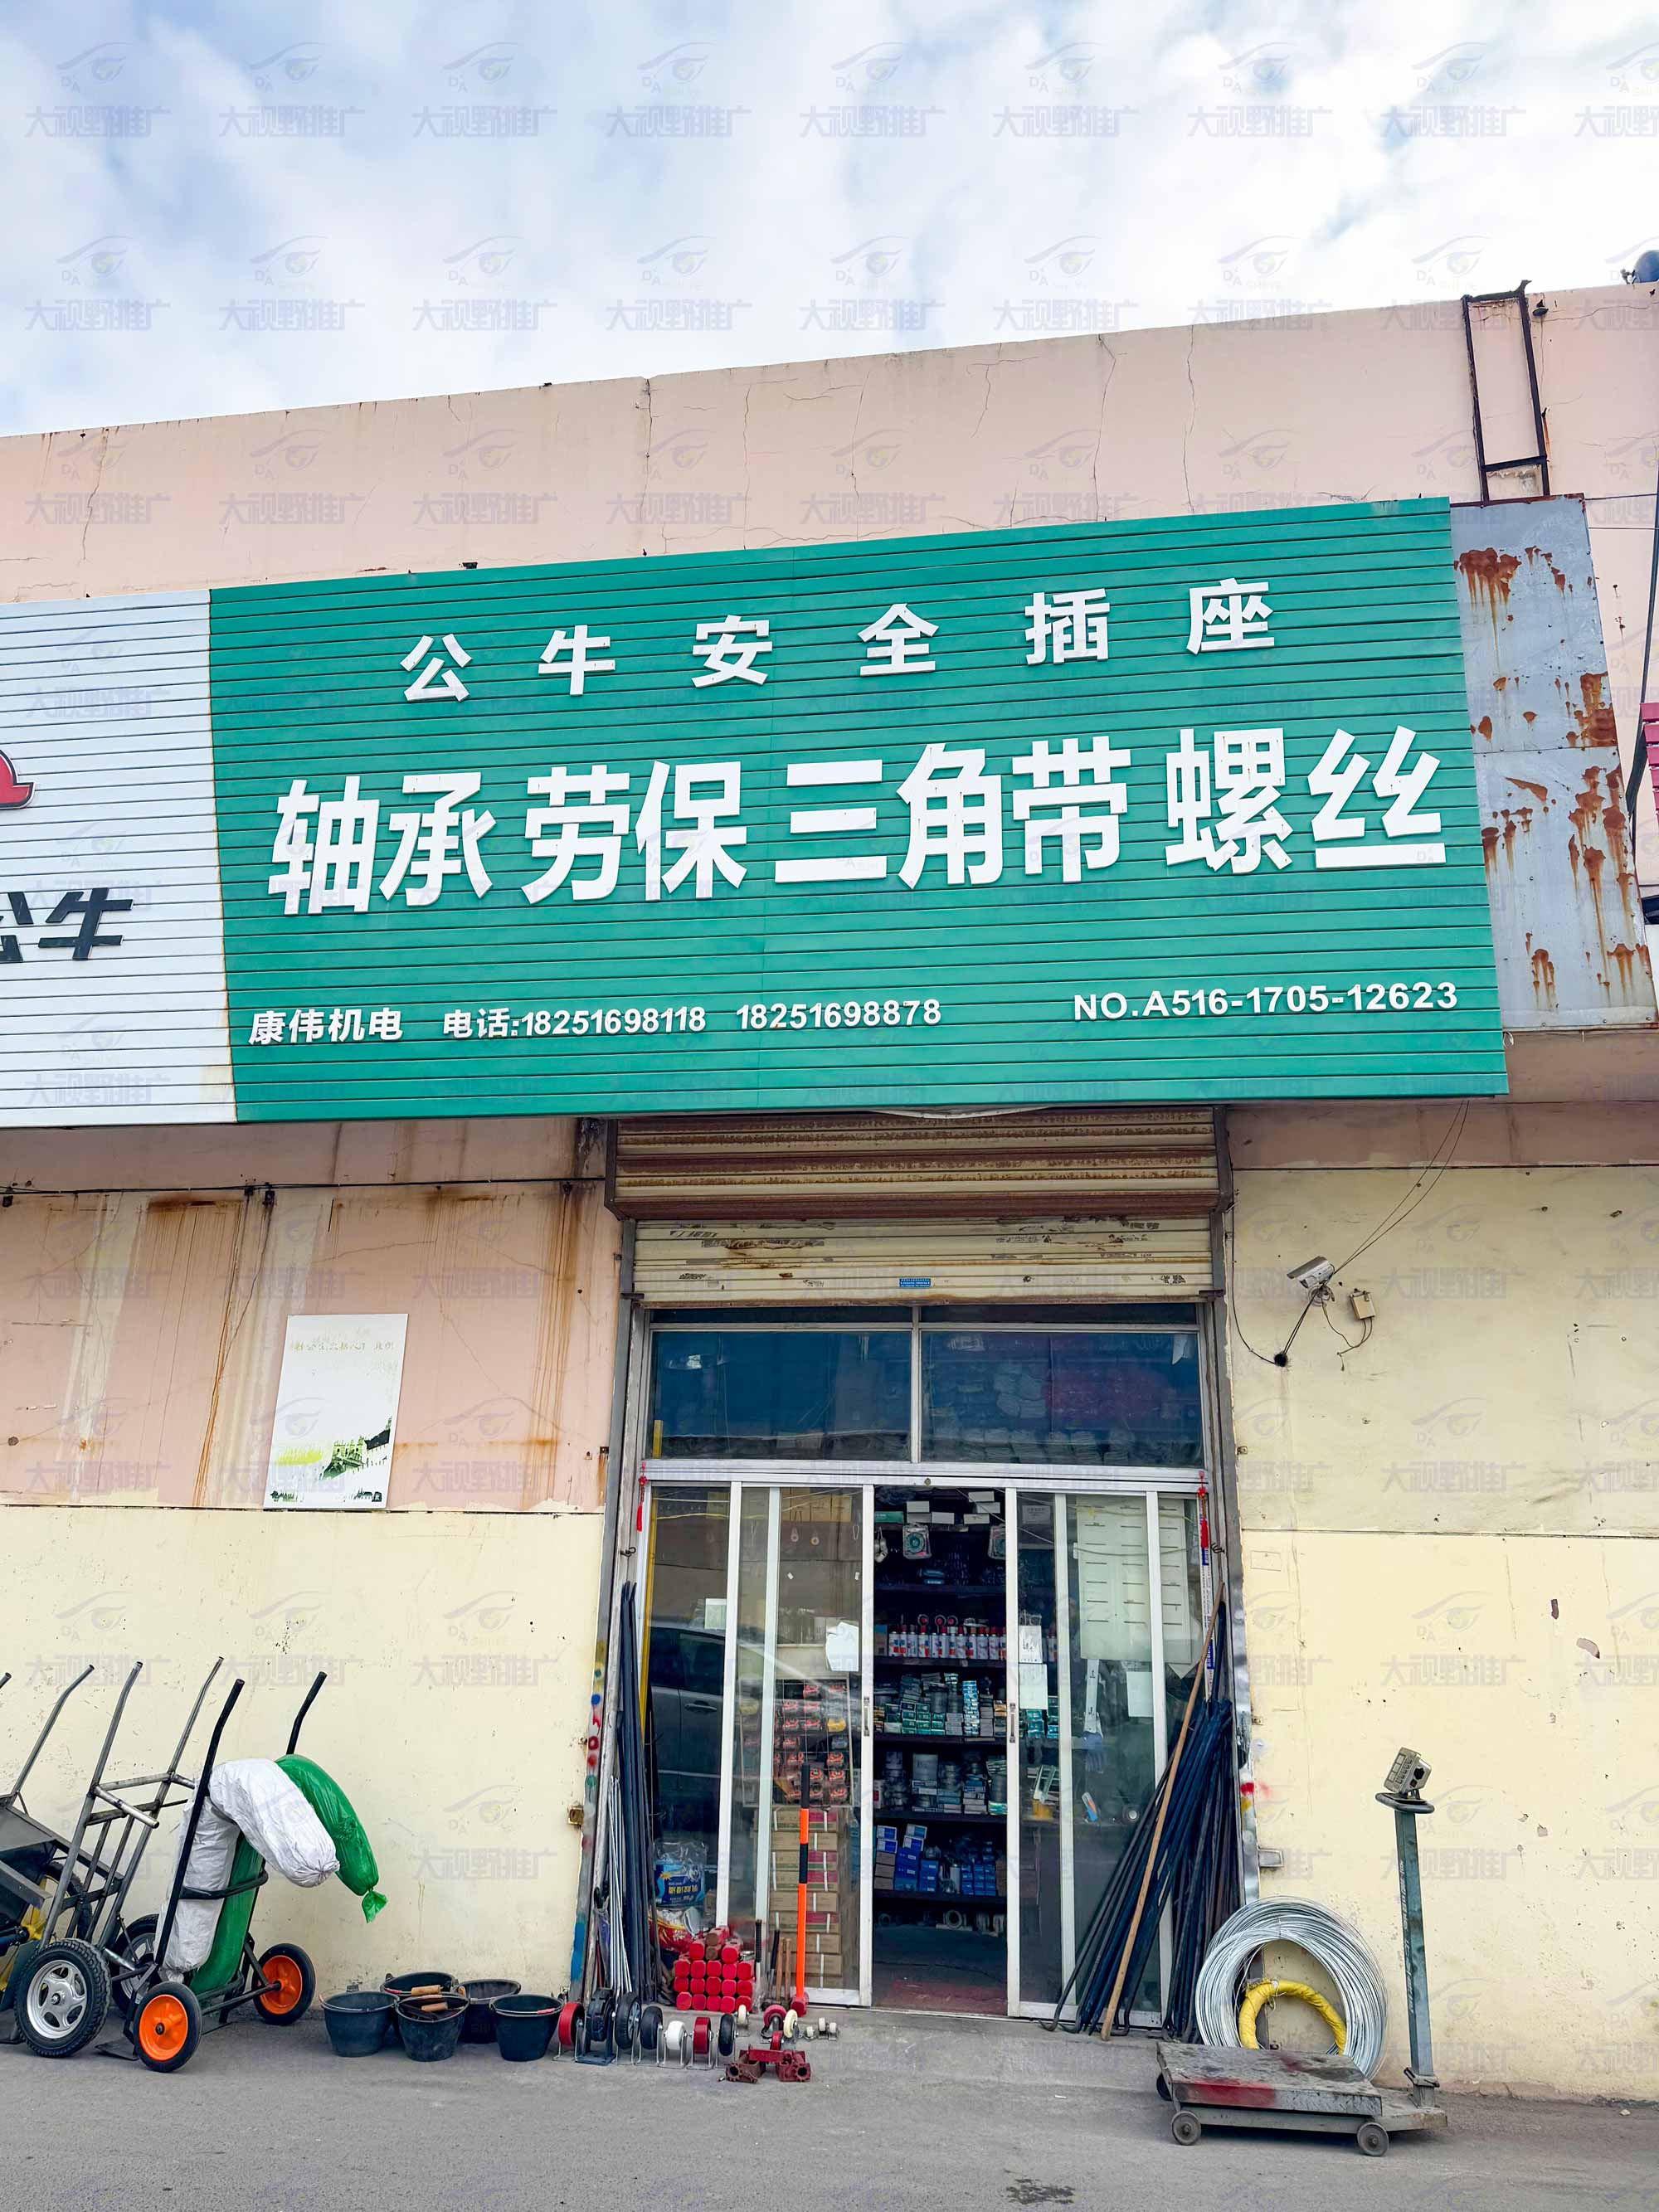 公牛安全插座
轴承 劳保 三角带 螺丝
公牛
康伟机电 电话:18251698118 18251698878 NO.A516-1705-12623
大视野推广